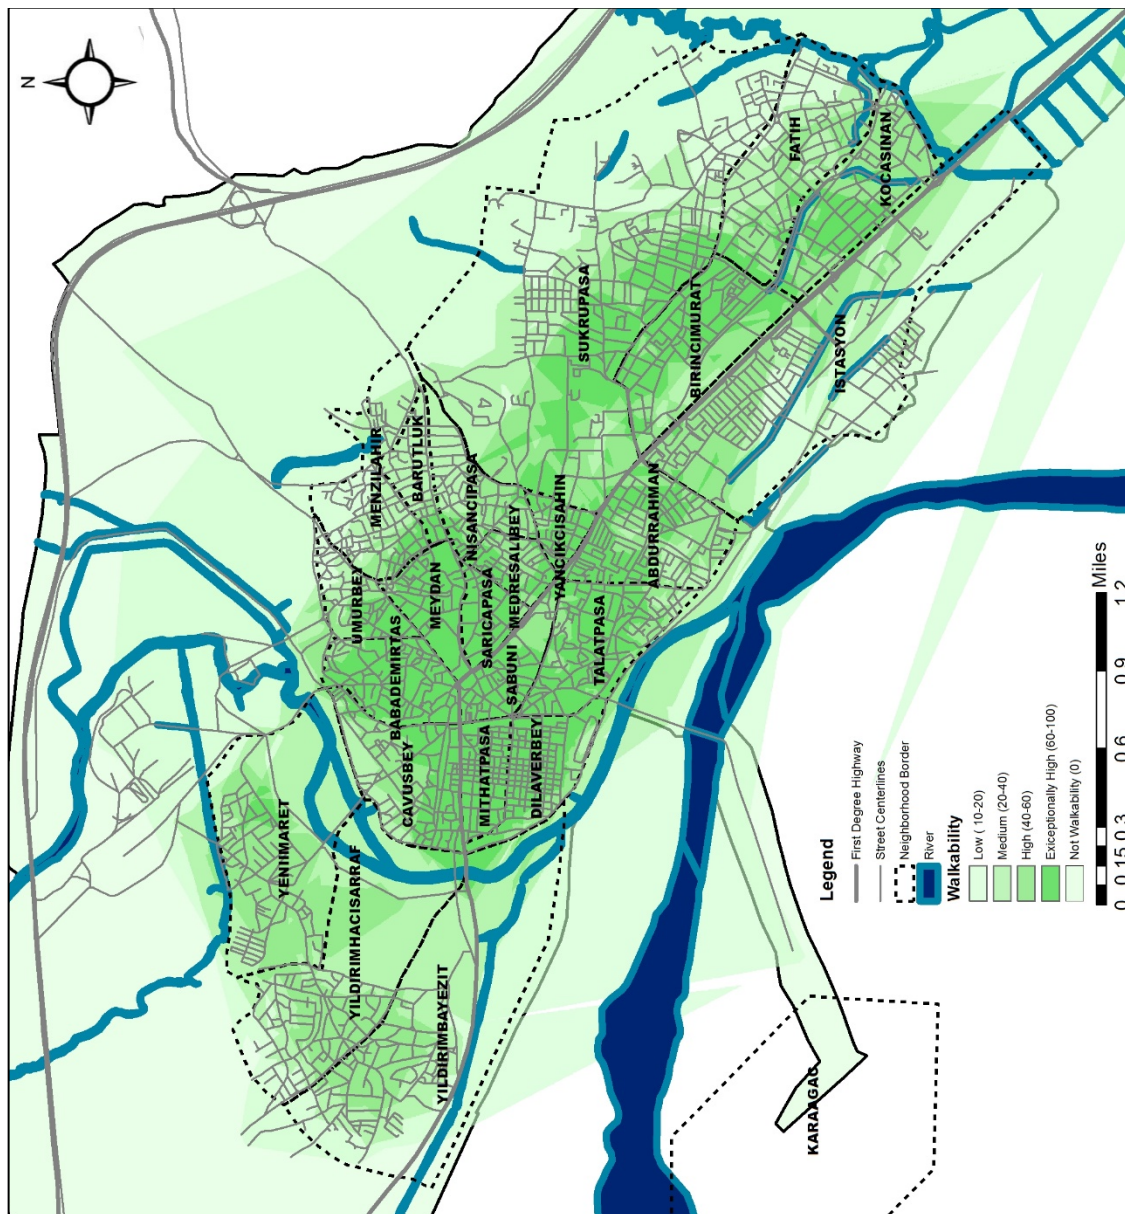 N
YENIIMARET
YILDIRIMHACISARRAF
UMURBEY
MENZILAHIR
BABADEMIRTAS
CAVUSBEY
BARUTLUK
MEYDAN
YILDIRIMBAYEZIT
NISANCIPASA
MITHATPASA
SARICAPASA
SABUNI
MEDRESALIBEY
DILAVERBEY
YANCIKCISAHIN
SUKRUPASA
TALATPASA
ABDURRAHMAN
BIRINCIMURAT
FATIH
KARAAGAC
ISTASYON
KOCASINAN
Legend
First Degree Highway
Street Centerlines
Neighborhood Border
River
Walkability
Low ( 10-20)
Medium (20-40)
High (40-60)
Exiceptionally High (60-100)
Not Walkability (0)
Miles
0 0.15 0.3 0.6 0.9 1.2